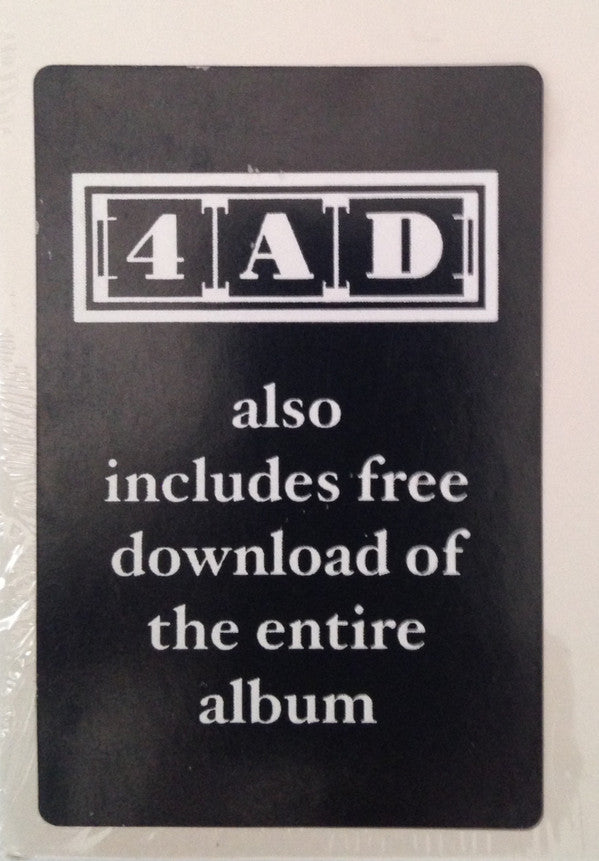 4AD
also
includes free
download of
the entire
album